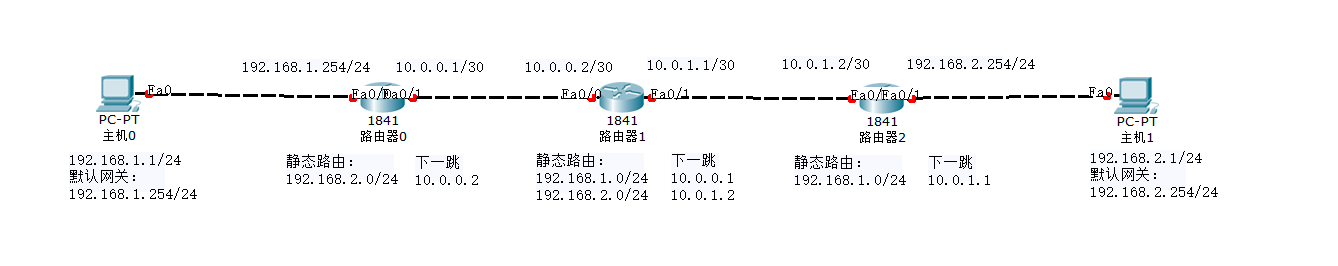 192.168.1.254/24 10.0.0.1/30 10.0.0.2/30 10.0.1.1/30 10.0.1.2/30 192.168.2.254/24
Fa0 Fa0/0 Fa0/1 Fa0/0 Fa0/1 Fa0/0 Fa0/1 Fa0
PC-PT 1841 1841 1841 PC-PT
主机0 路由器0 路由器1 路由器2 主机1
192.168.1.1/24
默认网关:
192.168.1.254/24
静态路由: 下一跳
192.168.2.0/24 10.0.0.2
静态路由: 下一跳
192.168.1.0/24 10.0.0.1
192.168.2.0/24 10.0.1.2
静态路由: 下一跳
192.168.1.0/24 10.0.1.1
192.168.2.1/24
默认网关:
192.168.2.254/24